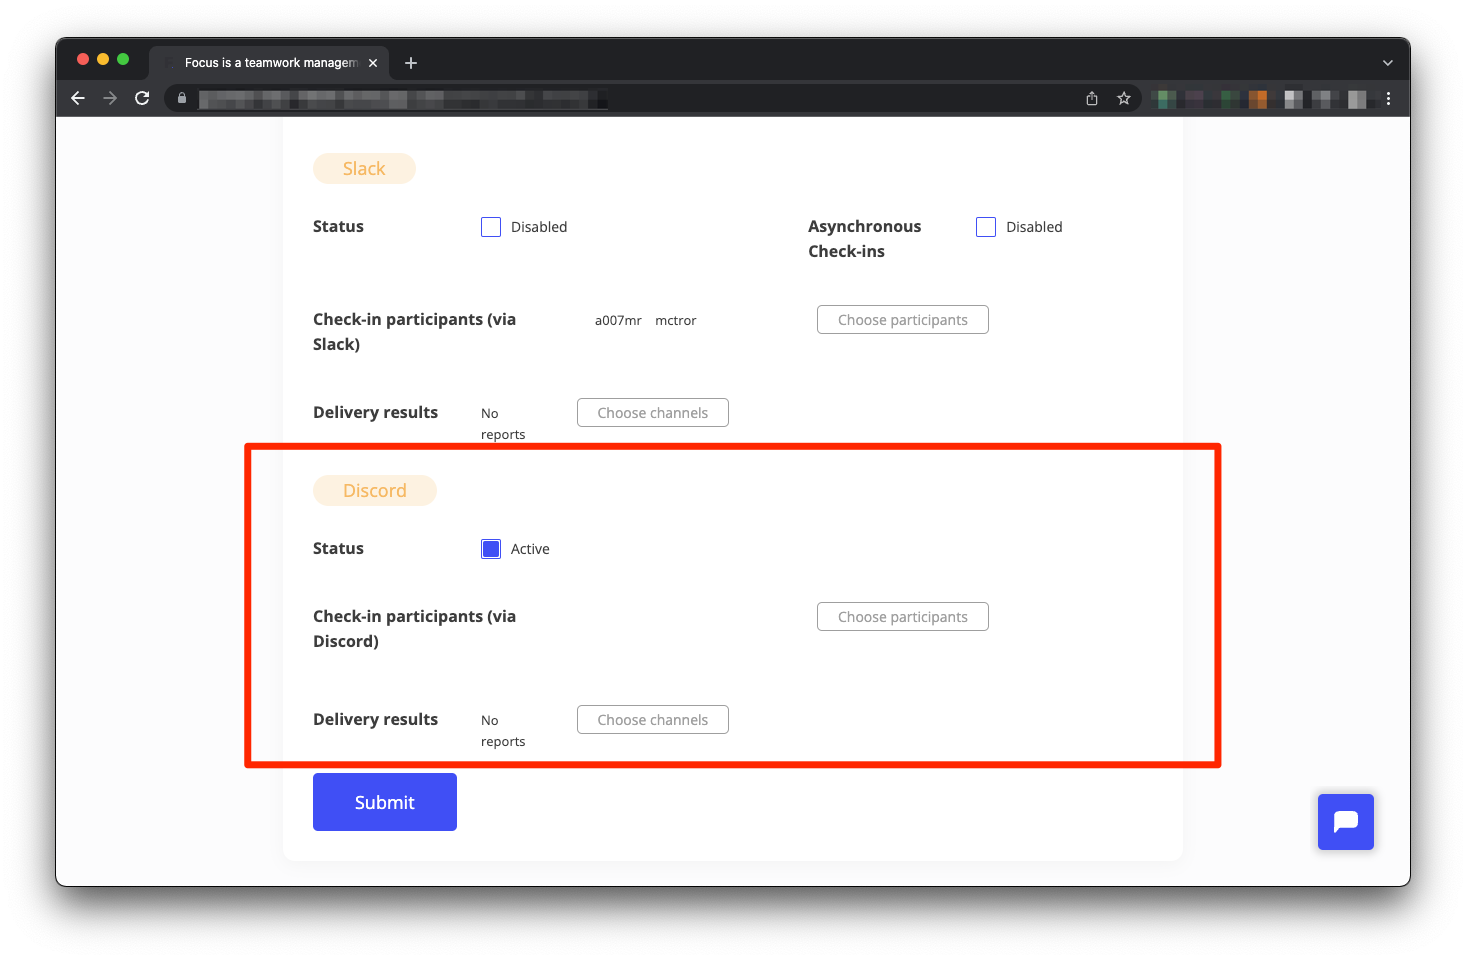 Focus is a teamwork managem
Slack
Status Disabled Asynchronous Check-ins Disabled
Check-in participants (via Slack) a007mr mctror Choose participants
Delivery results No reports Choose channels
Discord
Status Active
Check-in participants (via Discord) Choose participants
Delivery results No reports Choose channels
Submit